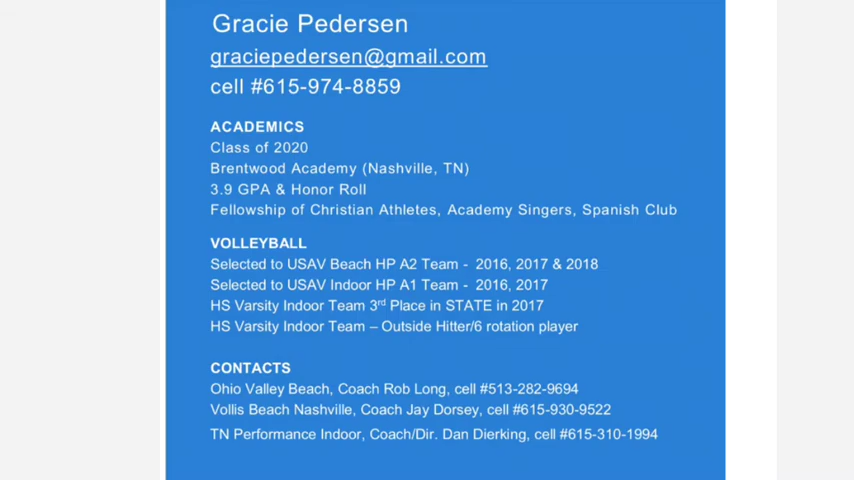 Gracie Pedersen
graciepedersen@gmail.com
cell #615-974-8859
ACADEMICS
Class of 2020
Brentwood Academy (Nashville, TN)
3.9 GPA & Honor Roll
Fellowship of Christian Athletes, Academy Singers, Spanish Club
VOLLEYBALL
Selected to USAV Beach HP A2 Team - 2016, 2017 & 2018
Selected to USAV Indoor HP A1 Team - 2016, 2017
HS Varsity Indoor Team 3rd Place in STATE in 2017
HS Varsity Indoor Team – Outside Hitter/6 rotation player
CONTACTS
Ohio Valley Beach, Coach Rob Long, cell #513-282-9694
Vollis Beach Nashville, Coach Jay Dorsey, cell #615-930-9522
TN Performance Indoor, Coach/Dir. Dan Dierking, cell #615-310-1994